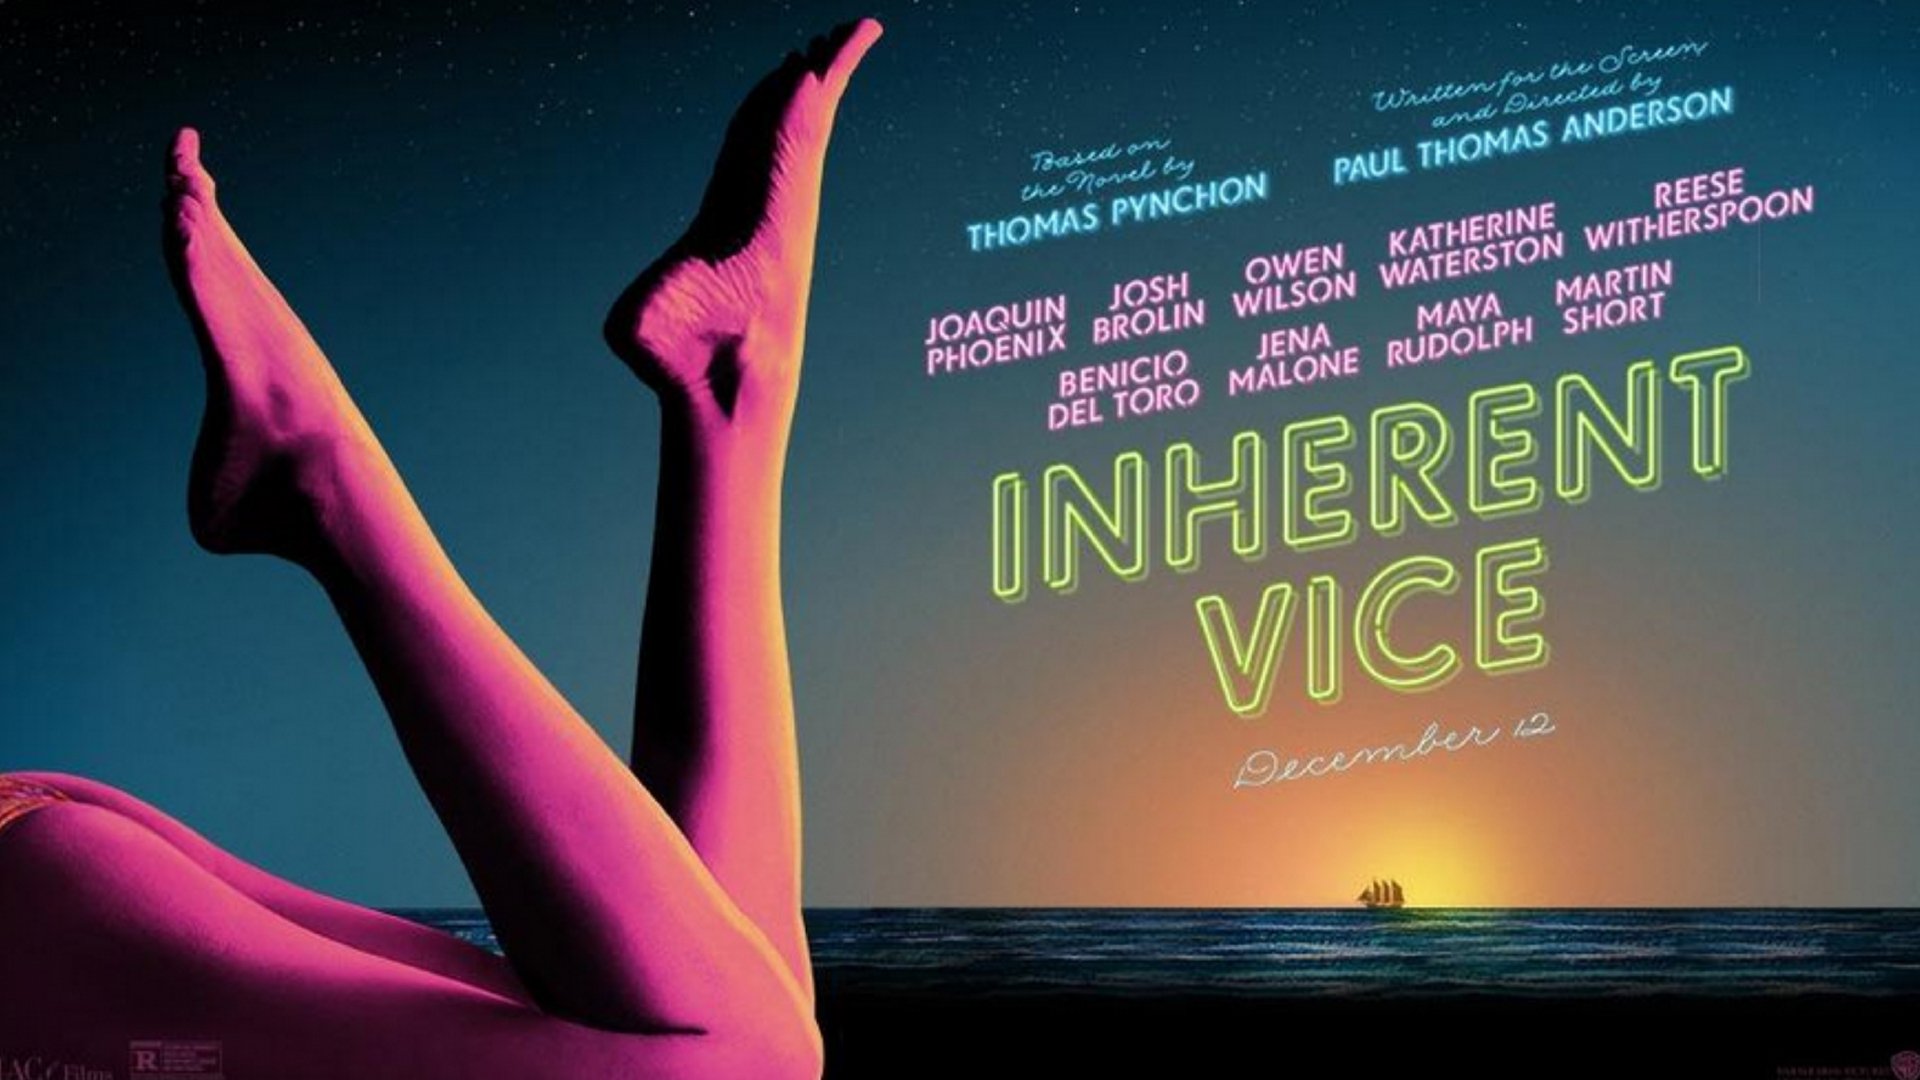 Based on
the Novel by
THOMAS PYNCHON
Written for the Screen
and Directed by
PAUL THOMAS ANDERSON
JOAQUIN
PHOENIX
JOSH
BROLIN
OWEN
WILSON
KATHERINE
WATERSTON
REESE
WITHERSPOON
BENICIO
DEL TORO
JENA
MALONE
MAYA
RUDOLPH
MARTIN
SHORT
INHERENT
VICE
December 12
Films
R